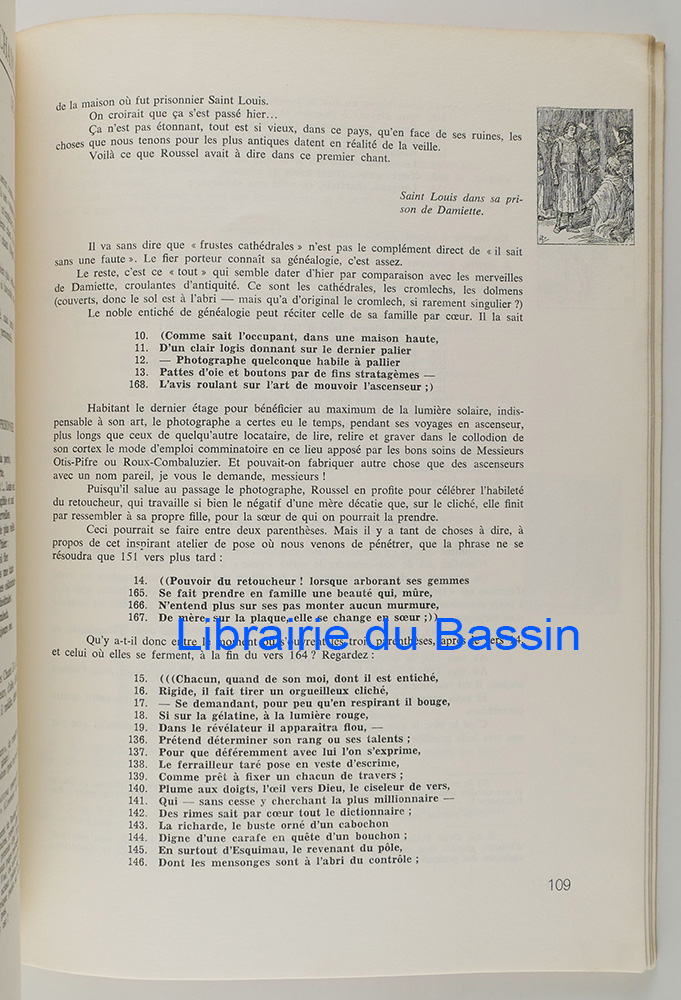 de la maison où fut prisonnier Saint Louis.
On croirait que ça s'est passé hier...
Ça n'est pas étonnant, tout est si vieux, dans ce pays, qu'en face de ses ruines, les
choses que nous tenons pour les plus antiques datent en réalité de la veille.
Voilà ce que Roussel avait à dire dans ce premier chant.
Saint Louis dans sa pri-
son de Damiette.
Il va sans dire que « frustes cathédrales » n'est pas le complément direct de « il sait
sans une faute ». Le fier porteur connaît sa généalogie, c'est assez.
Le reste, c'est ce « tout » qui semble dater d'hier par comparaison avec les merveilles
de Damiette, croulantes d'antiquité. Ce sont les cathédrales, les cromlechs, les dolmens
(couverts, donc le sol est à l'abri — mais qu'a d'original le cromlech, si rarement singulier ?)
Le noble entiché de généalogie peut réciter celle de sa famille par cœur. Il la sait
10. (Comme sait l'occupant, dans une maison haute,
11. D'un clair logis donnant sur le dernier palier
12. — Photographe quelconque habile à pallier
13. Pattes d'oie et boutons par de fins stratagèmes —
168. L'avis roulant sur l'art de mouvoir l'ascenseur ;)
Habitant le dernier étage pour bénéficier au maximum de la lumière solaire, indis-
pensable à son art, le photographe a certes eu le temps, pendant ses voyages en ascenseur,
plus longs que ceux de quelqu'autre locataire, de lire, relire et graver dans le collodion de
son cortex le mode d'emploi comminatoire en ce lieu apposé par les bons soins de Messieurs
Otis-Pifre ou Roux-Combaluzier. Et pouvait-on fabriquer autre chose que des ascenseurs
avec un nom pareil, je vous le demande, messieurs !
Puisqu'il salue au passage le photographe, Roussel en profite pour célébrer l'habileté
du retoucheur, qui travaille si bien le négatif d'une mère décatie que, sur le cliché, elle finit
par ressembler à sa propre fille, pour la sœur de qui on pourrait la prendre.
Ceci pourrait se faire entre deux parenthèses. Mais il y a tant de choses à dire, à
propos de cet inspirant atelier de pose où nous venons de pénétrer, que la phrase ne se
résoudra que 151 vers plus tard :
14. ((Pouvoir du retoucheur ! lorsque arborant ses gemmes
165. Se fait prendre en famille une beauté qui, mûre,
166. N'entend plus sur ses pas monter aucun murmure,
167. De mère, sur la plaque, elle se change en sœur ;))
Librairie du Bassin
Qu'y a-t-il donc entre le moment où s'ouvrent les trois parenthèses, après le vers 14,
et celui où elles se ferment, à la fin du vers 164 ? Regardez :
15. (((Chacun, quand de son moi, dont il est entiché,
16. Rigide, il fait tirer un orgueilleux cliché,
17. — Se demandant, pour peu qu'en respirant il bouge,
18. Si sur la gélatine, à la lumière rouge,
19. Dans le révélateur il apparaîtra flou, —
136. Prétend déterminer son rang ou ses talents ;
137. Pour que déféremment avec lui l'on s'exprime,
138. Le ferrailleur taré pose en veste d'escrime,
139. Comme prêt à fixer un chacun de travers ;
140. Plume aux doigts, l'œil vers Dieu, le ciseleur de vers,
141. Qui — sans cesse y cherchant la plus millionnaire —
142. Des rimes sait par cœur tout le dictionnaire ;
143. La richarde, le buste orné d'un cabochon
144. Digne d'une carafe en quête d'un bouchon ;
145. En surtout d'Esquimau, le revenant du pôle,
146. Dont les mensonges sont à l'abri du contrôle ;
109